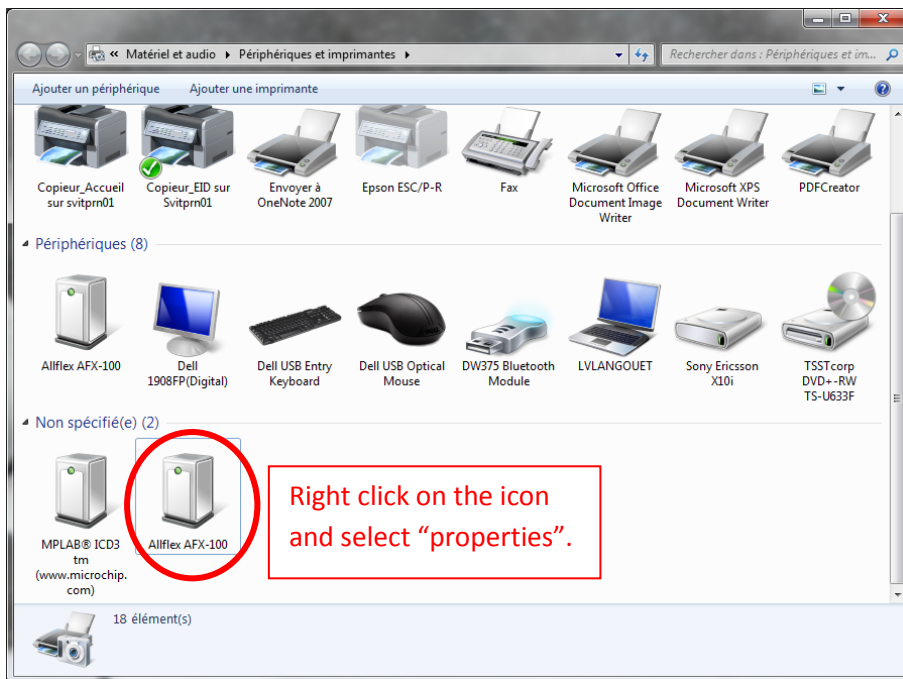 « Matériel et audio ▸ Périphériques et imprimantes ▸
Rechercher dans : Périphériques et im...
Ajouter un périphérique Ajouter une imprimante
Copieur_Accueil
sur svitprn01
Copieur_EID sur
Svitprn01
Envoyer à
OneNote 2007
Epson ESC/P-R
Fax
Microsoft Office
Document Image
Writer
Microsoft XPS
Document Writer
PDFCreator
Périphériques (8)
Allflex AFX-100
Dell
1908FP(Digital)
Dell USB Entry
Keyboard
Dell USB Optical
Mouse
DW375 Bluetooth
Module
LVLANGOUET
Sony Ericsson
X10i
TSSTcorp
DVD+-RW
TS-U633F
Non spécifié(e) (2)
MPLAB® ICD3
tm
(www.microchip.
com)
Allflex AFX-100
Right click on the icon
and select “properties”.
18 élément(s)